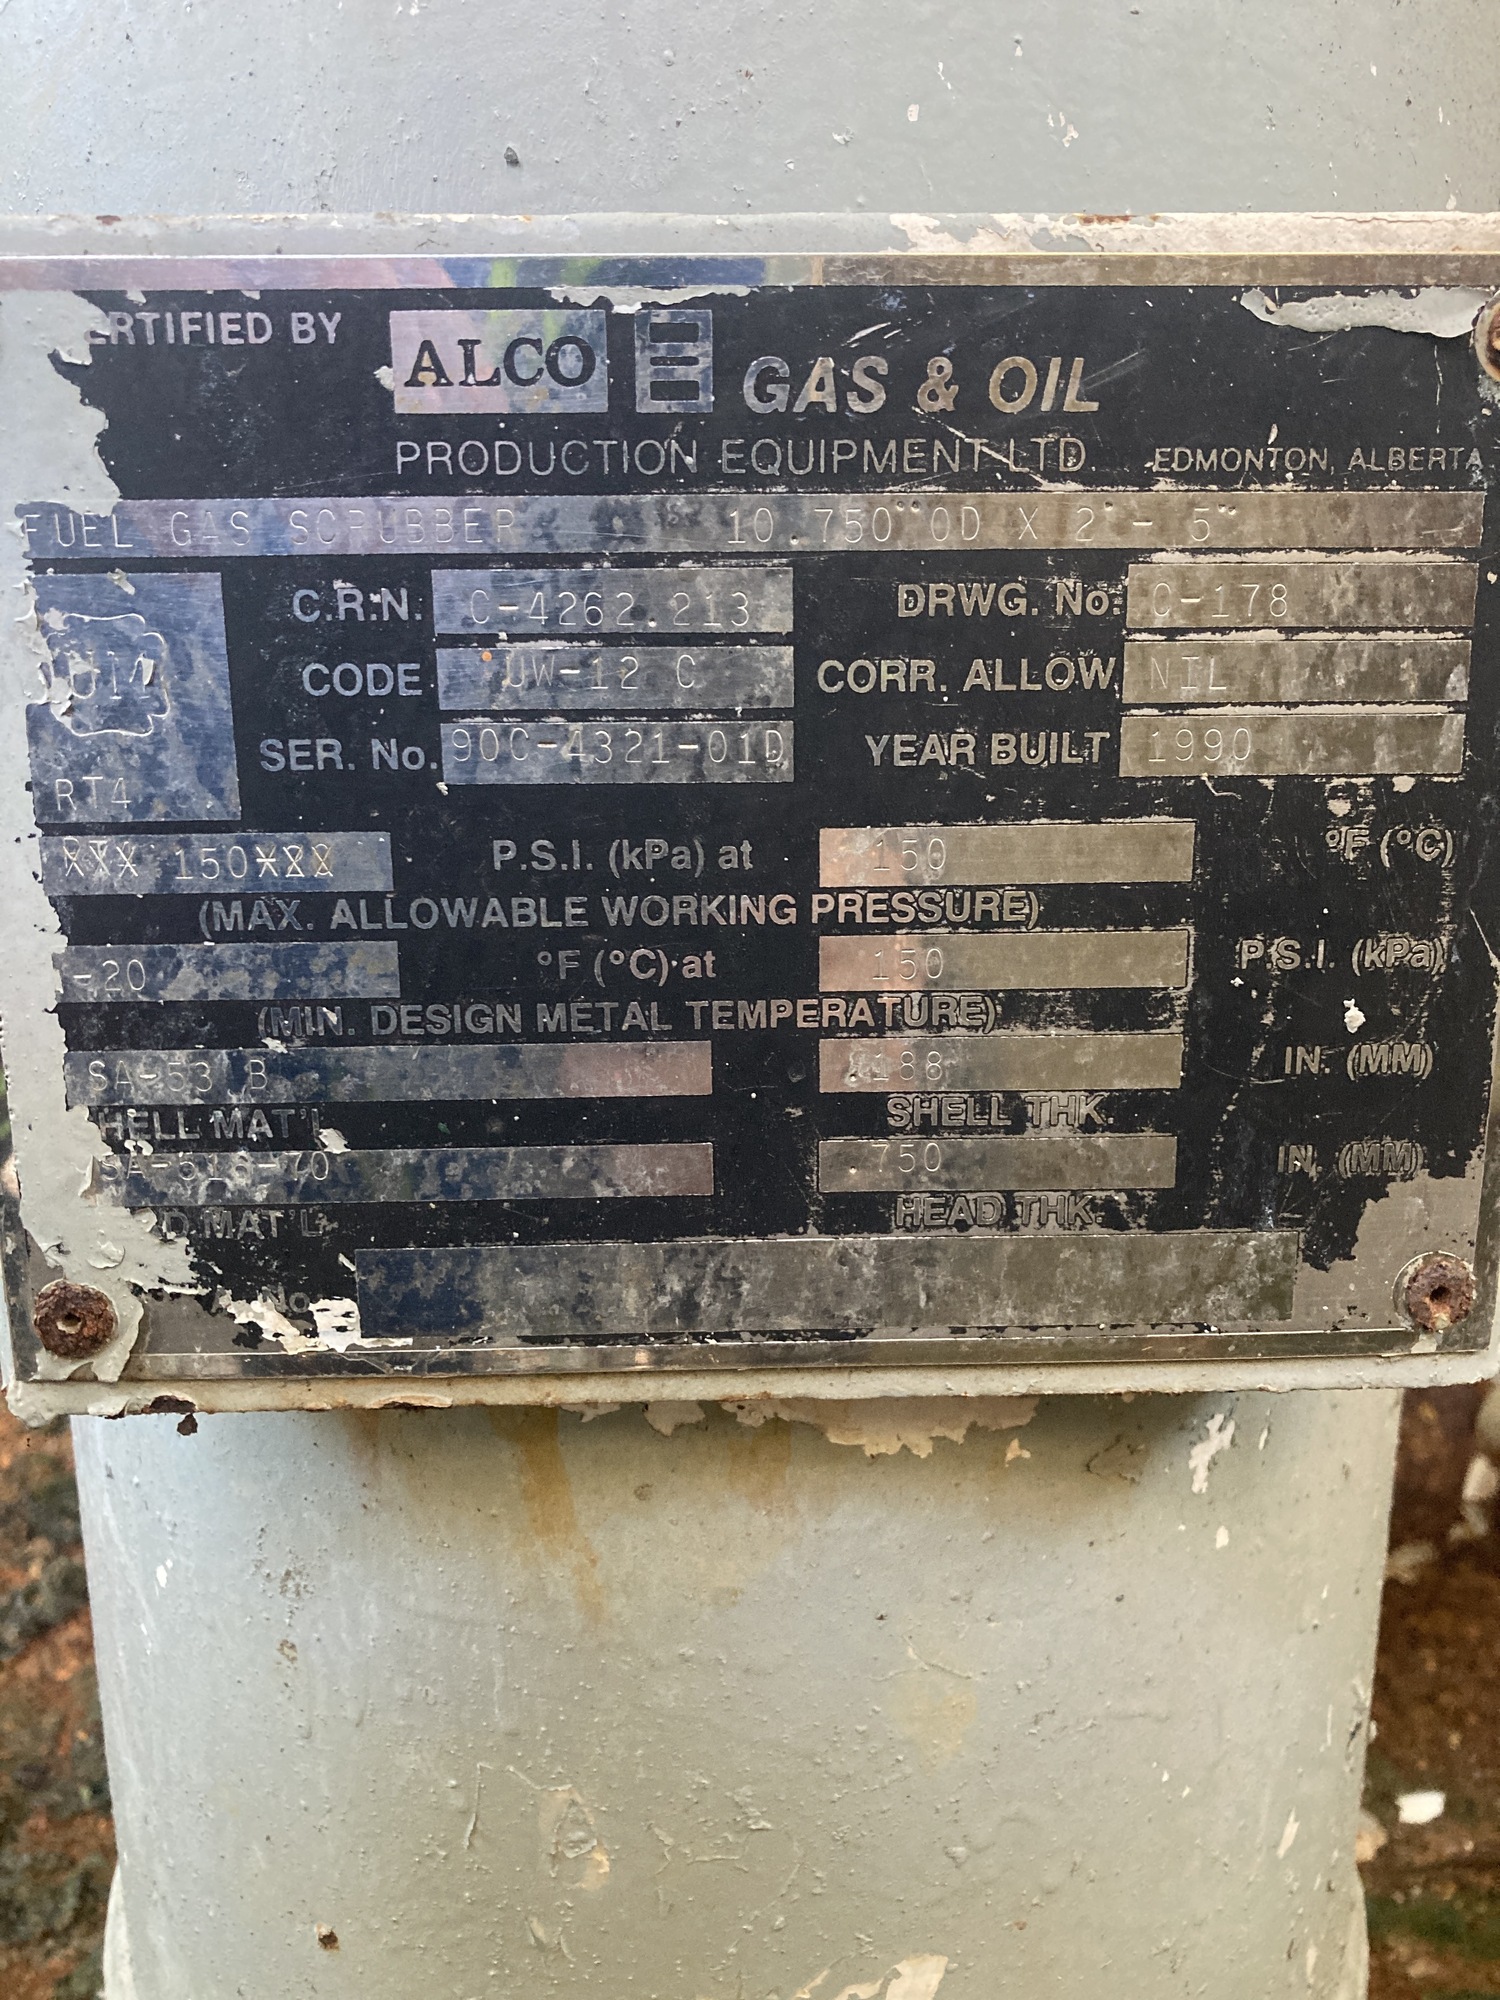 ERTIFIED BY ALCO GAS & OIL
PRODUCTION EQUIPMENT LTD. EDMONTON, ALBERTA
FUEL GAS SCRUBBER 10.750"OD X 2'- 5"
C.R.N. C-4262.213 DRWG. No. C-178
CODE UW-12 C CORR. ALLOW NIL
SER. No. 90C-4321-01D YEAR BUILT 1990
RT4
150 P.S.I. (kPa) at 150 °F (°C)
(MAX. ALLOWABLE WORKING PRESSURE)
-20 °F (°C) at 150 P.S.I. (kPa)
(MIN. DESIGN METAL TEMPERATURE)
SA-53 B .188 IN. (MM)
HELL MAT'L SHELL THK.
SA-516-70 .750 IN. (MM)
D MAT'L HEAD THK.
No.